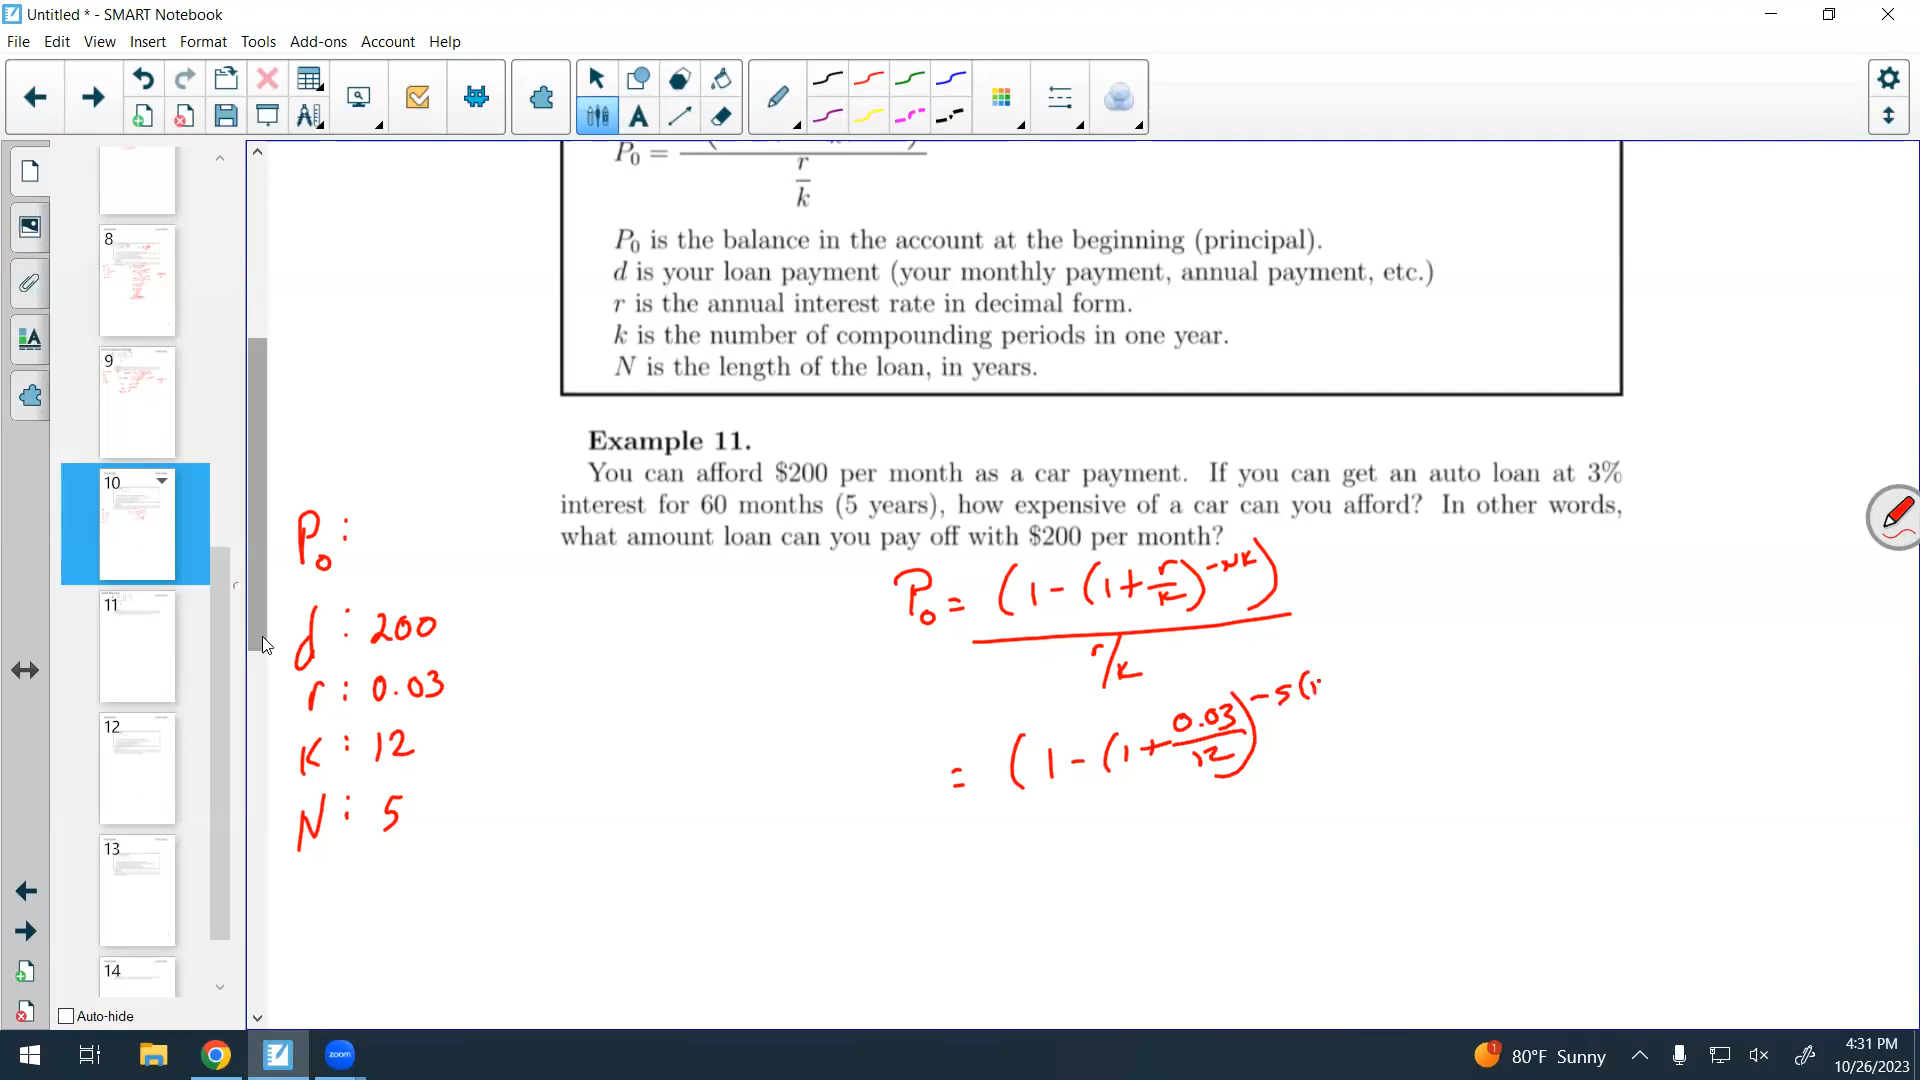 Untitled * - SMART Notebook
File Edit View Insert Format Tools Add-ons Account Help
P₀ =
r
k
P₀ is the balance in the account at the beginning (principal).
d is your loan payment (your monthly payment, annual payment, etc.)
r is the annual interest rate in decimal form.
k is the number of compounding periods in one year.
N is the length of the loan, in years.
Example 11.
You can afford $200 per month as a car payment. If you can get an auto loan at 3%
interest for 60 months (5 years), how expensive of a car can you afford? In other words,
what amount loan can you pay off with $200 per month?
P₀ :
d : 200
r : 0.03
K : 12
N : 5
P₀ = (1 - (1 + r/k)^-NK)
r/K
= (1 - (1 + 0.03/12)^-5(1
8
9
10
11
12
13
14
Auto-hide
zoom
1
80°F Sunny
4:31 PM
10/26/2023